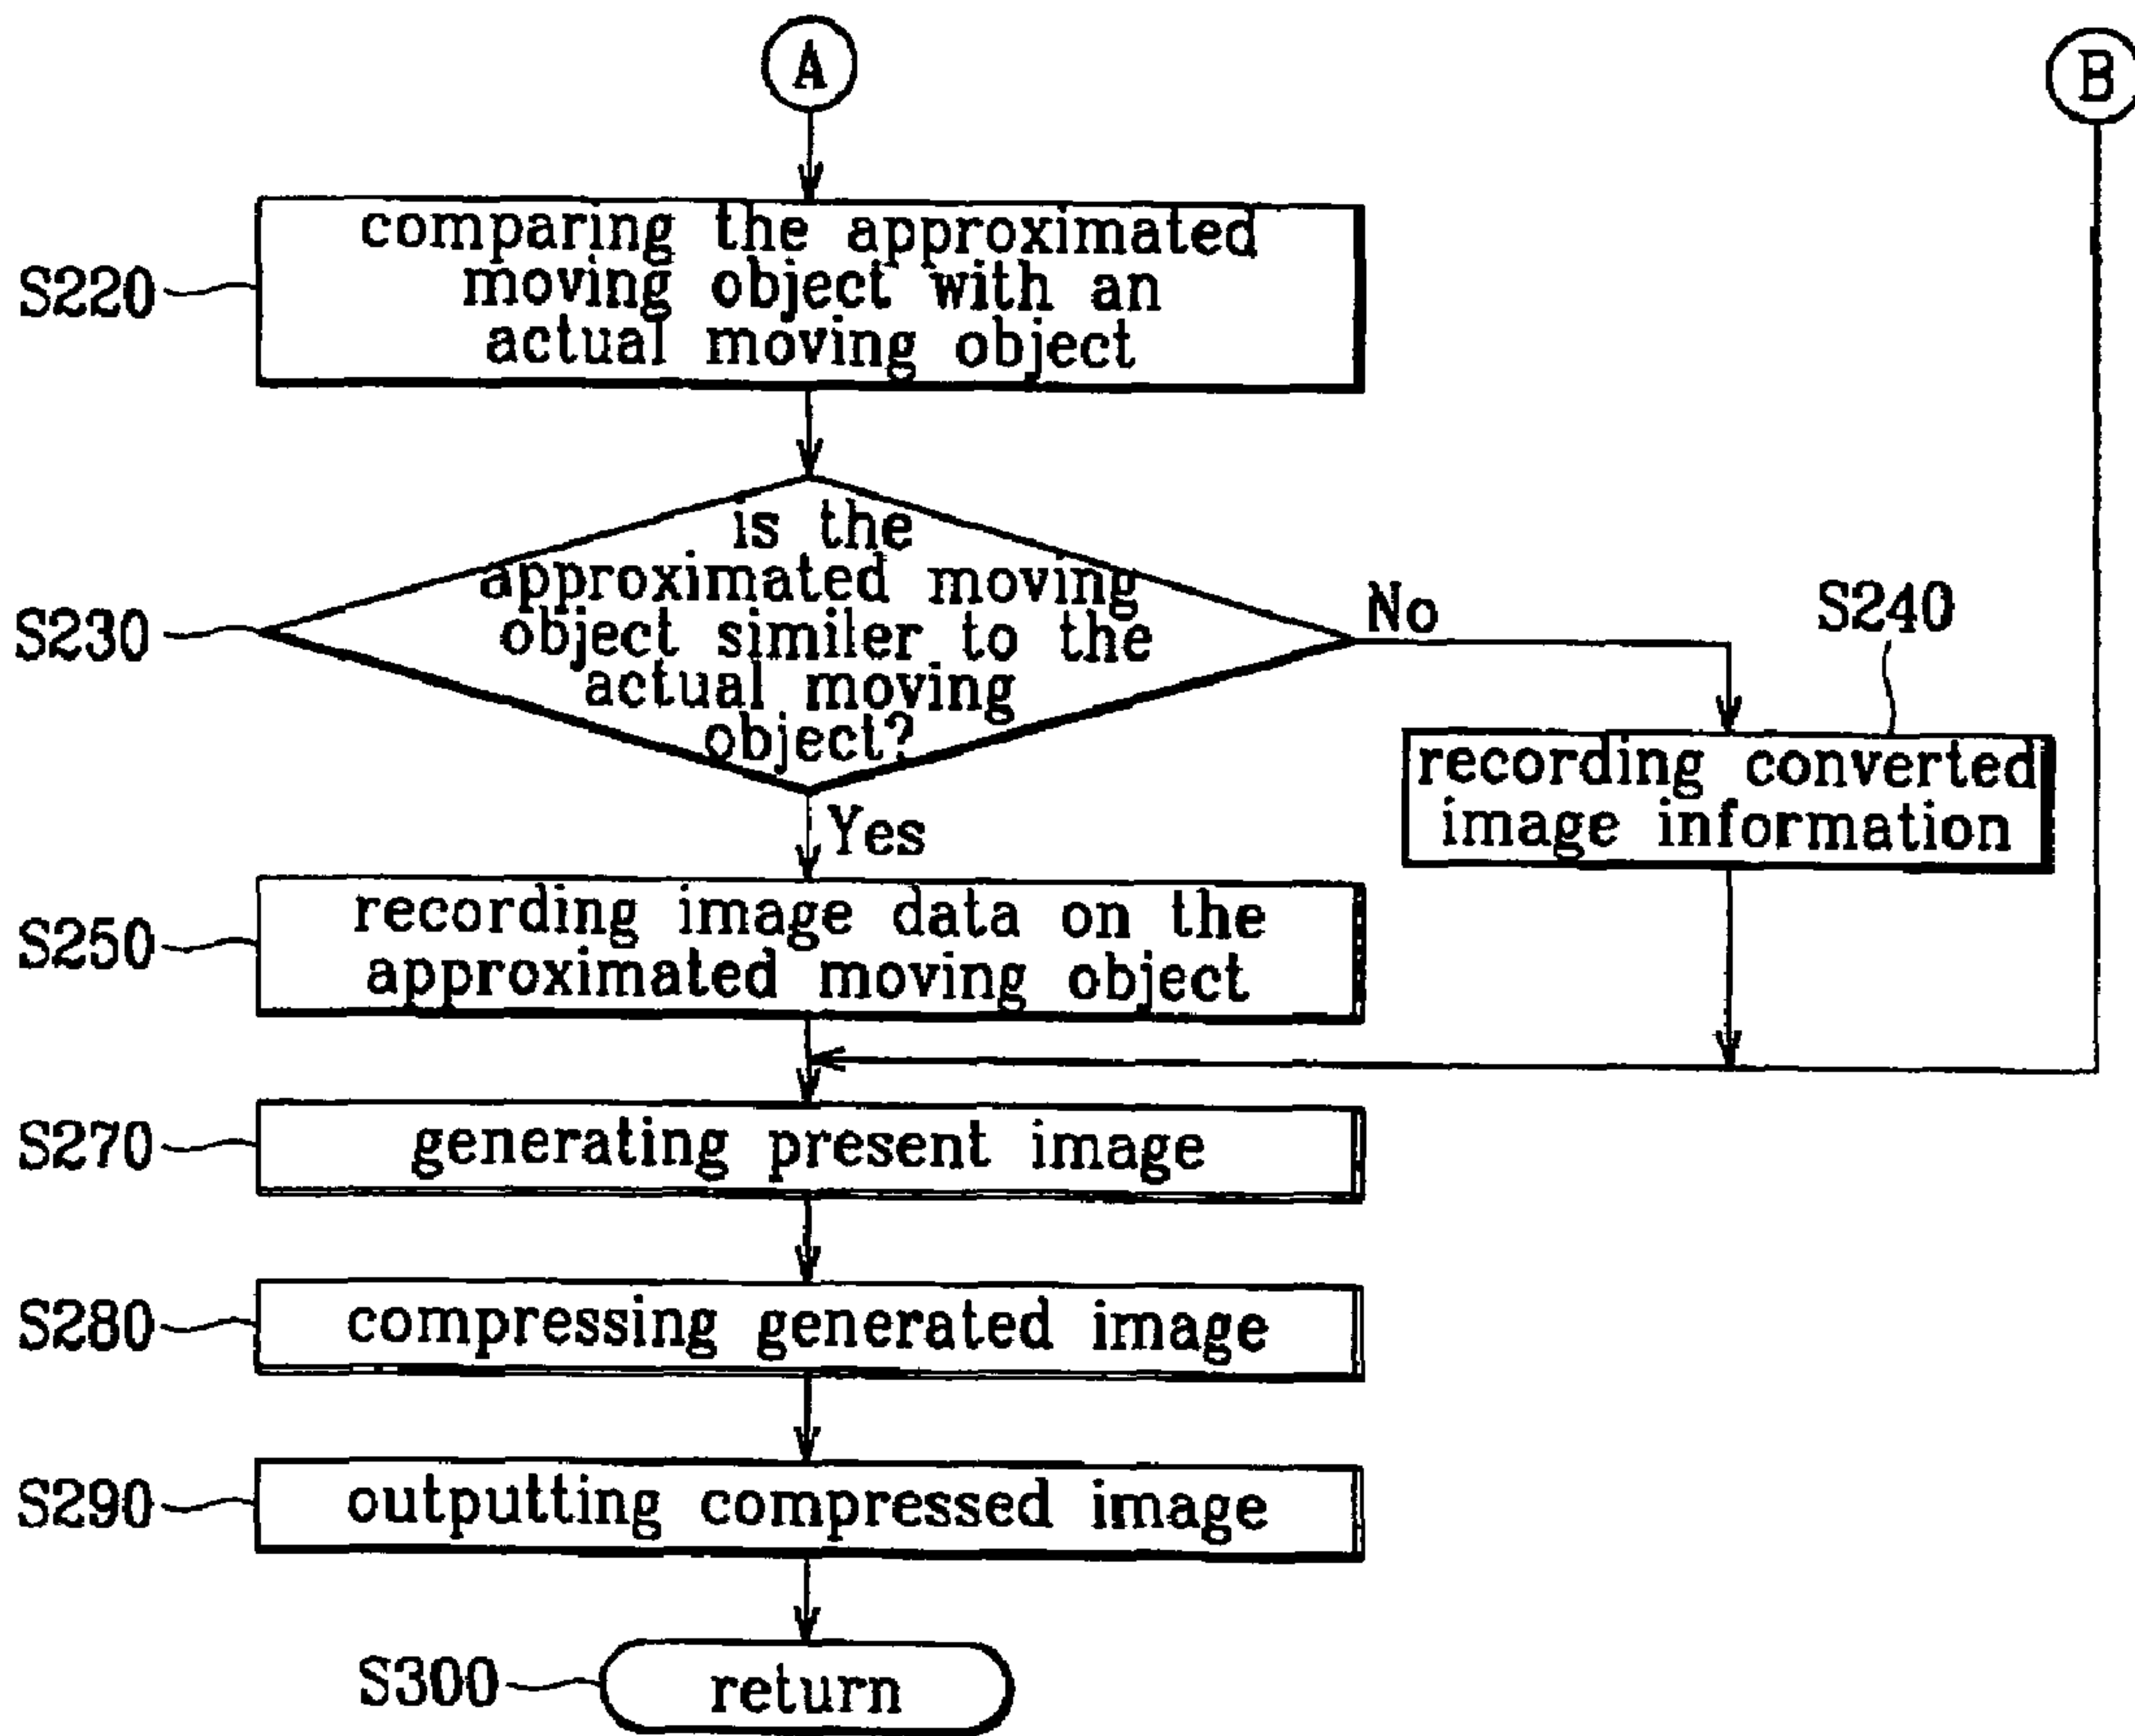 A
B
comparing the approximated
moving object with an
actual moving object
S220
is the
approximated moving
object similer to the
actual moving
object?
S230
No
S240
recording converted
image information
Yes
recording image data on the
approximated moving object
S250
S270
generating present image
S280
compressing generated image
S290
outputting compressed image
S300
return